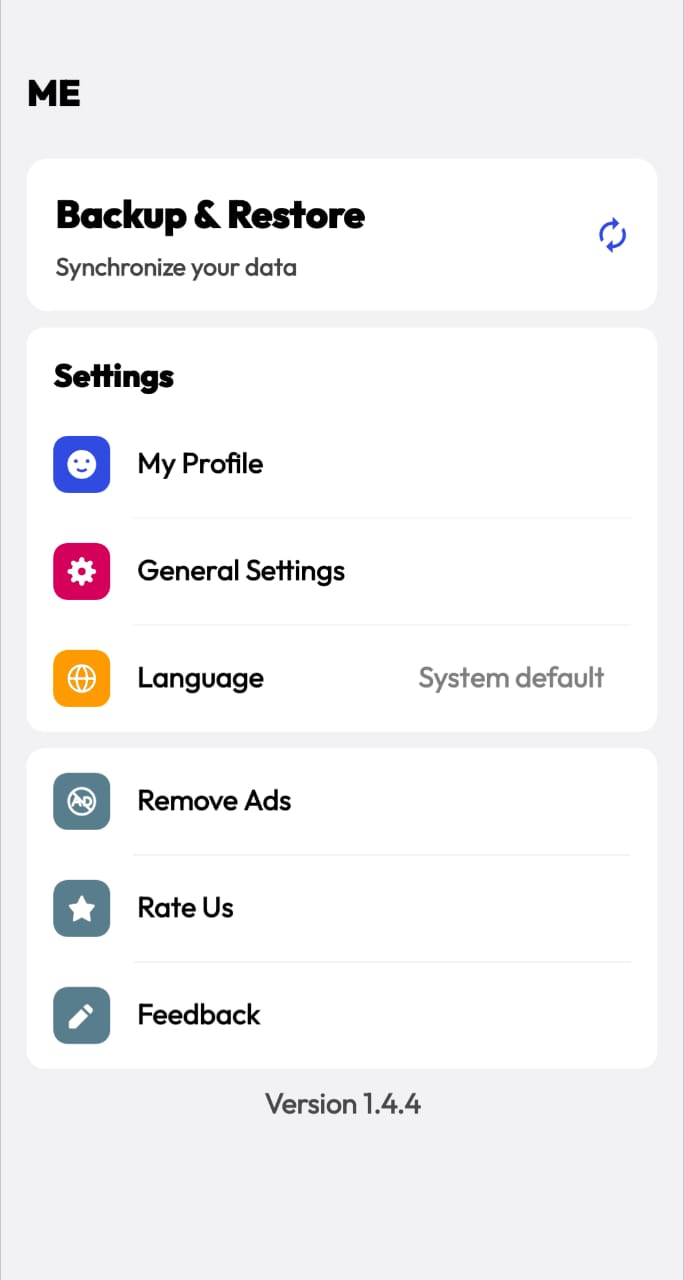 ME
Backup & Restore
Synchronize your data
Settings
My Profile
General Settings
Language System default
AD
Remove Ads
Rate Us
Feedback
Version 1.4.4